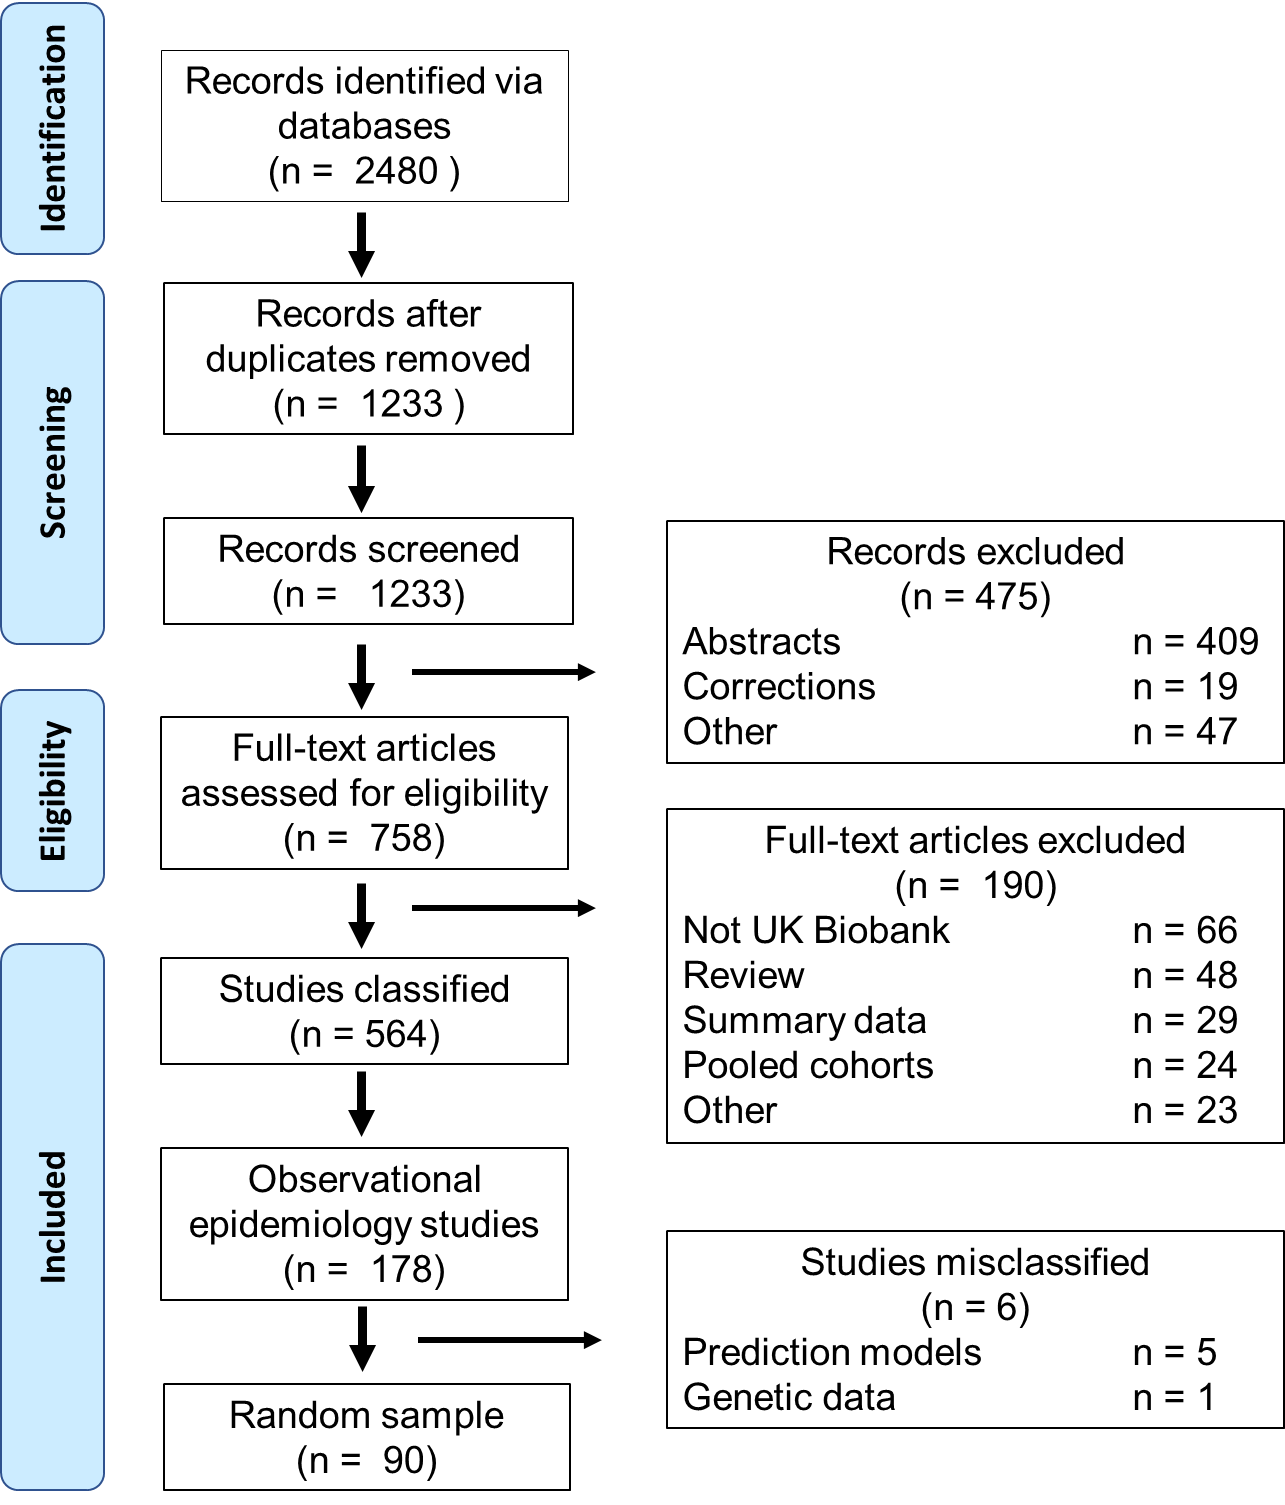 Identification
Records identified via
databases
(n =  2480 )
Screening
Records after
duplicates removed
(n =  1233 )
Records screened
(n =   1233)
Records excluded
(n = 475)
Abstracts n = 409
Corrections n = 19
Other n = 47
Eligibility
Full-text articles
assessed for eligibility
(n =  758)
Full-text articles excluded
(n =  190)
Not UK Biobank n = 66
Review n = 48
Summary data n = 29
Pooled cohorts n = 24
Other n = 23
Included
Studies classified
(n = 564)
Observational
epidemiology studies
(n =  178)
Studies misclassified
(n = 6)
Prediction models n = 5
Genetic data n = 1
Random sample
(n =  90)